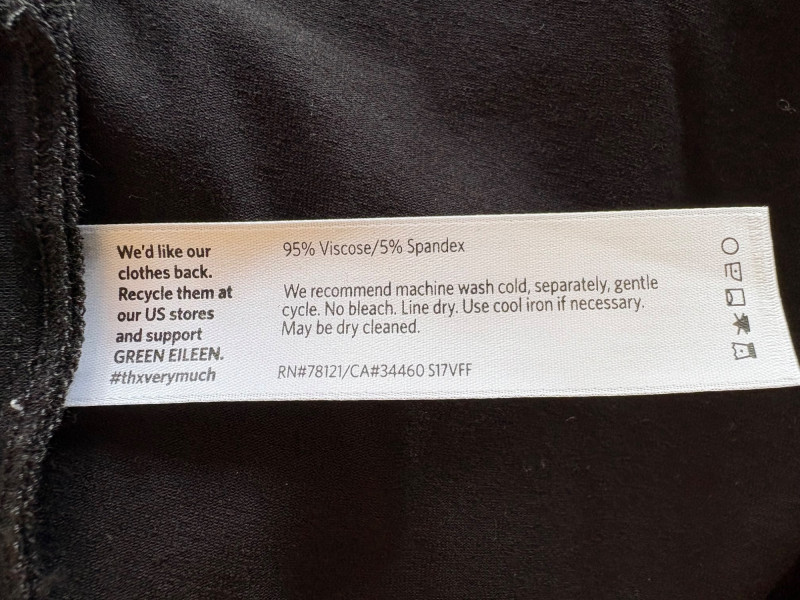 We'd like our
clothes back.
Recycle them at
our US stores
and support
GREEN EILEEN.
#thxverymuch
95% Viscose/5% Spandex
We recommend machine wash cold, separately, gentle
cycle. No bleach. Line dry. Use cool iron if necessary.
May be dry cleaned.
RN#78121/CA#34460 S17VFF